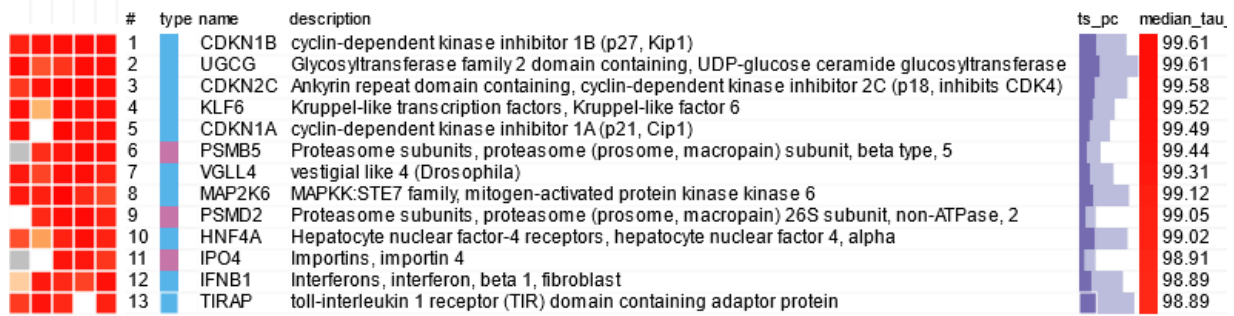 # type name description ts_pc median_tau_
1 CDKN1B cyclin-dependent kinase inhibitor 1B (p27, Kip1) 99.61
2 UGCG Glycosyltransferase family 2 domain containing, UDP-glucose ceramide glucosyltransferase 99.61
3 CDKN2C Ankyrin repeat domain containing, cyclin-dependent kinase inhibitor 2C (p18, inhibits CDK4) 99.58
4 KLF6 Kruppel-like transcription factors, Kruppel-like factor 6 99.52
5 CDKN1A cyclin-dependent kinase inhibitor 1A (p21, Cip1) 99.49
6 PSMB5 Proteasome subunits, proteasome (prosome, macropain) subunit, beta type, 5 99.44
7 VGLL4 vestigial like 4 (Drosophila) 99.31
8 MAP2K6 MAPKK:STE7 family, mitogen-activated protein kinase kinase 6 99.12
9 PSMD2 Proteasome subunits, proteasome (prosome, macropain) 26S subunit, non-ATPase, 2 99.05
10 HNF4A Hepatocyte nuclear factor-4 receptors, hepatocyte nuclear factor 4, alpha 99.02
11 IPO4 Importins, importin 4 98.91
12 IFNB1 Interferons, interferon, beta 1, fibroblast 98.89
13 TIRAP toll-interleukin 1 receptor (TIR) domain containing adaptor protein 98.89